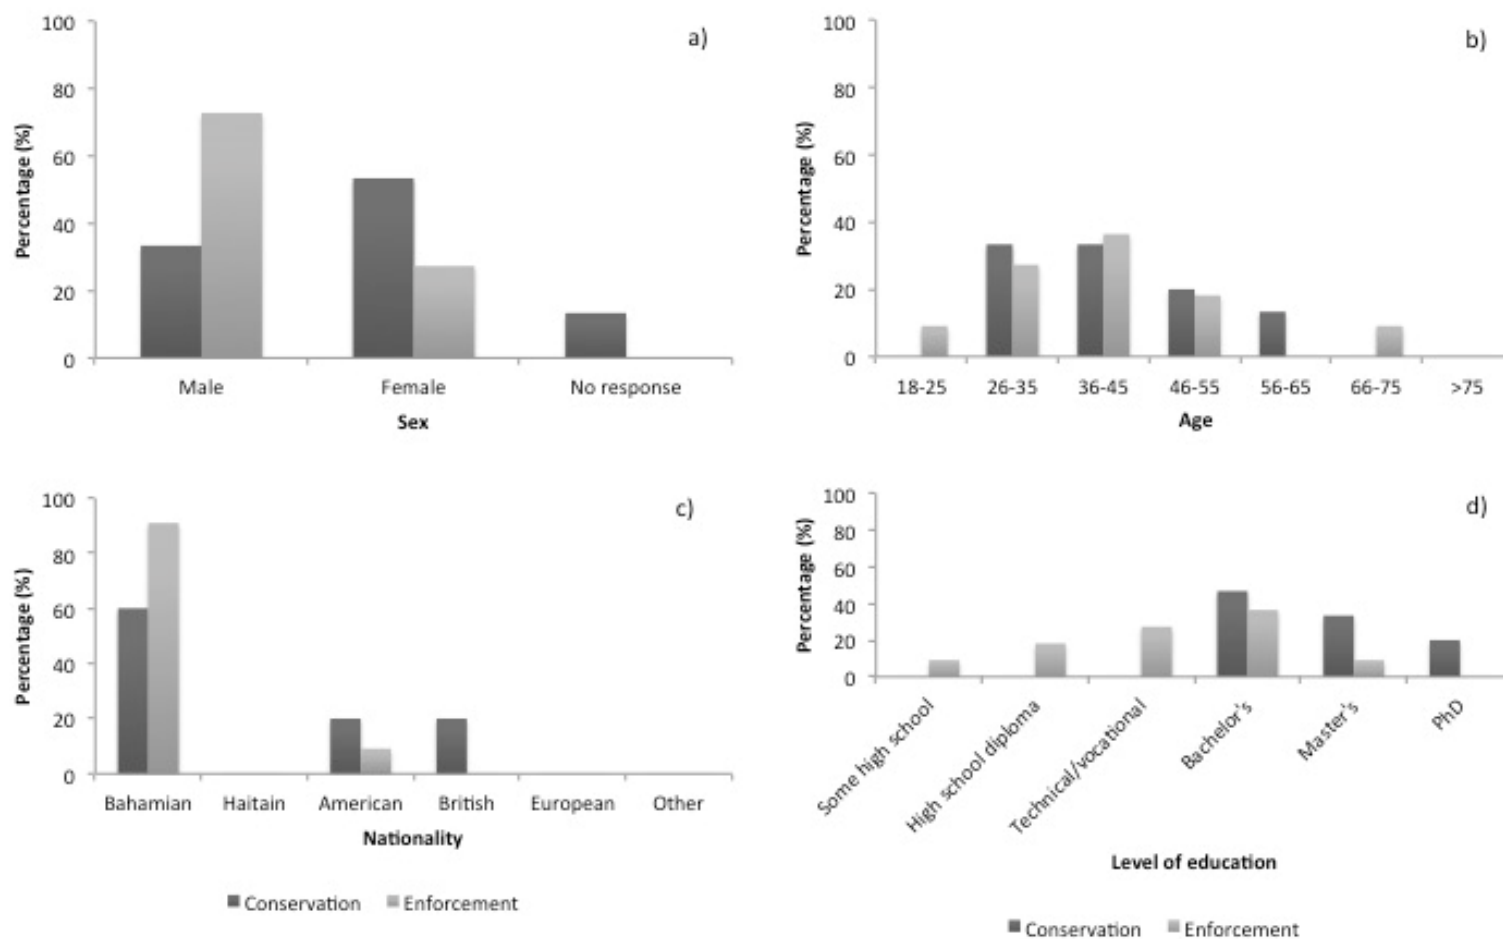 a)
100
80
60
40
20
0
Percentage (%)
Male Female No response
Sex
b)
100
80
60
40
20
0
Percentage (%)
18-25 26-35 36-45 46-55 56-65 66-75 >75
Age
c)
100
80
60
40
20
0
Percentage (%)
Bahamian Haitain American British European Other
Nationality
Conservation Enforcement
d)
100
80
60
40
20
0
Percentage (%)
Some high school
High school diploma
Technical/vocational
Bachelor's
Master's
PhD
Level of education
Conservation Enforcement